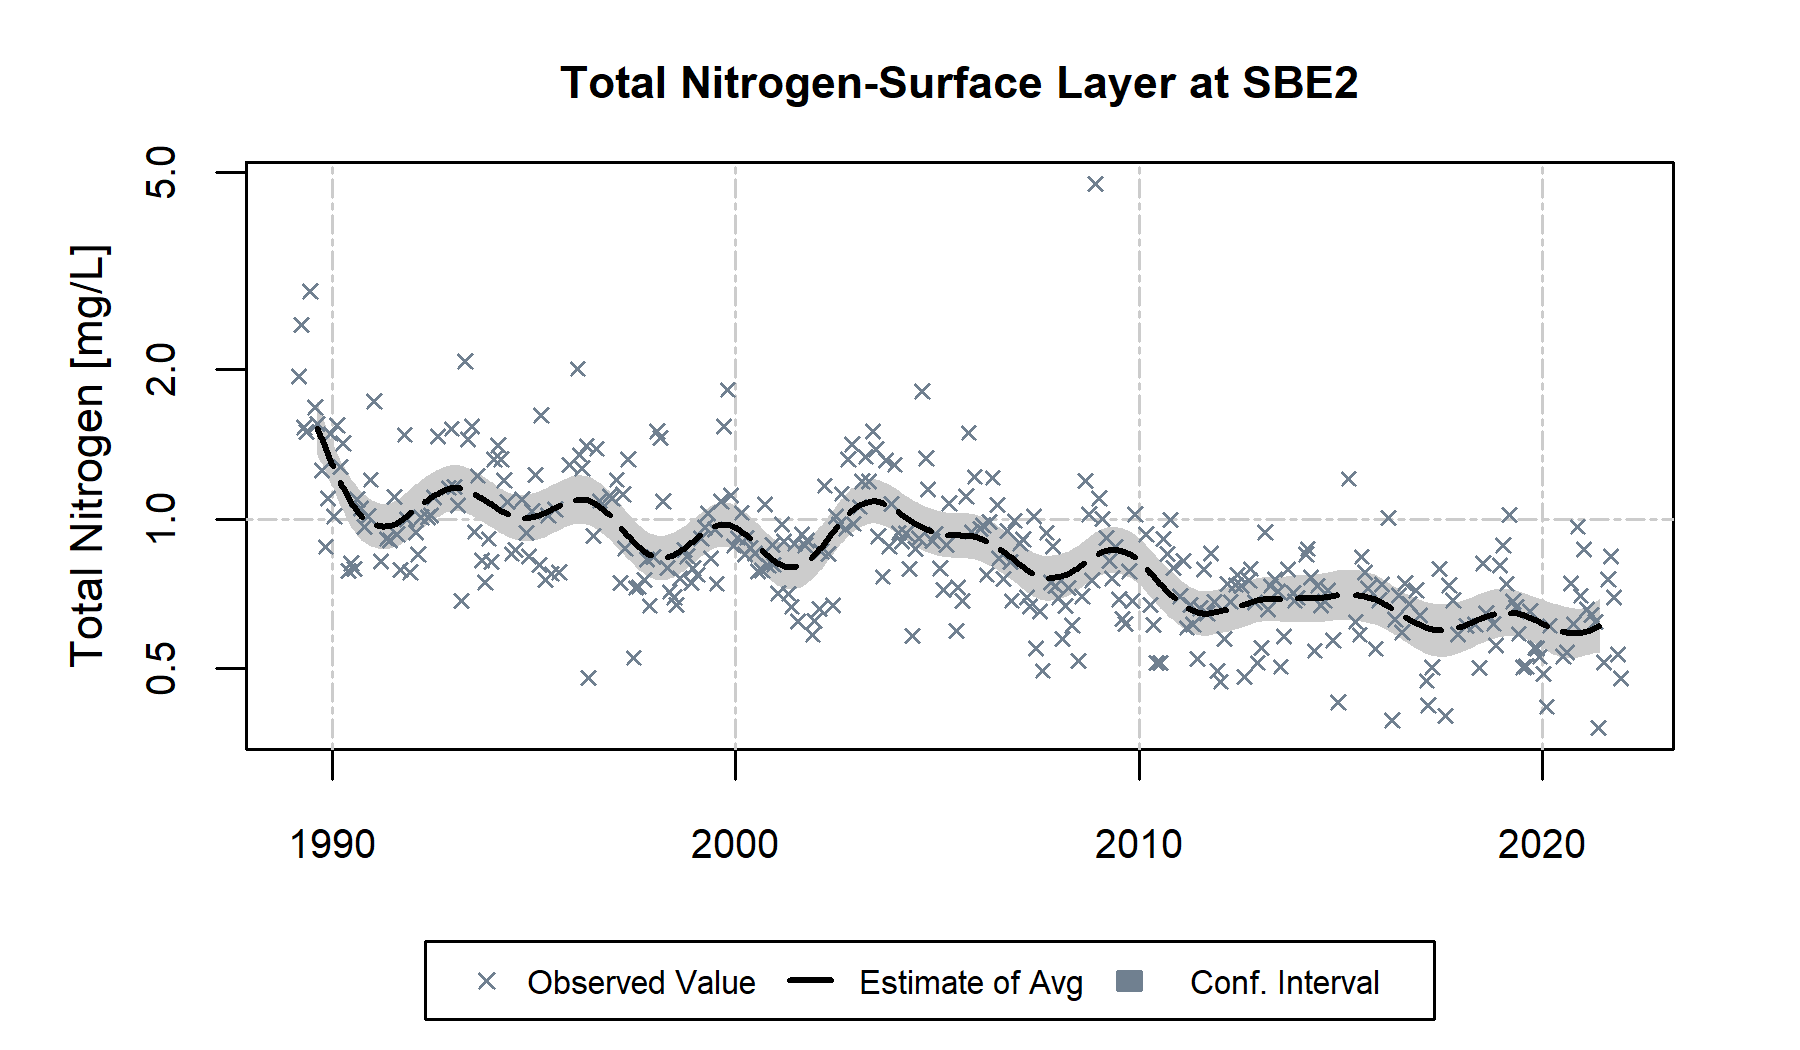 Total Nitrogen-Surface Layer at SBE2
Total Nitrogen [mg/L]
5.0
2.0
1.0
0.5
1990 2000 2010 2020
Observed Value Estimate of Avg Conf. Interval